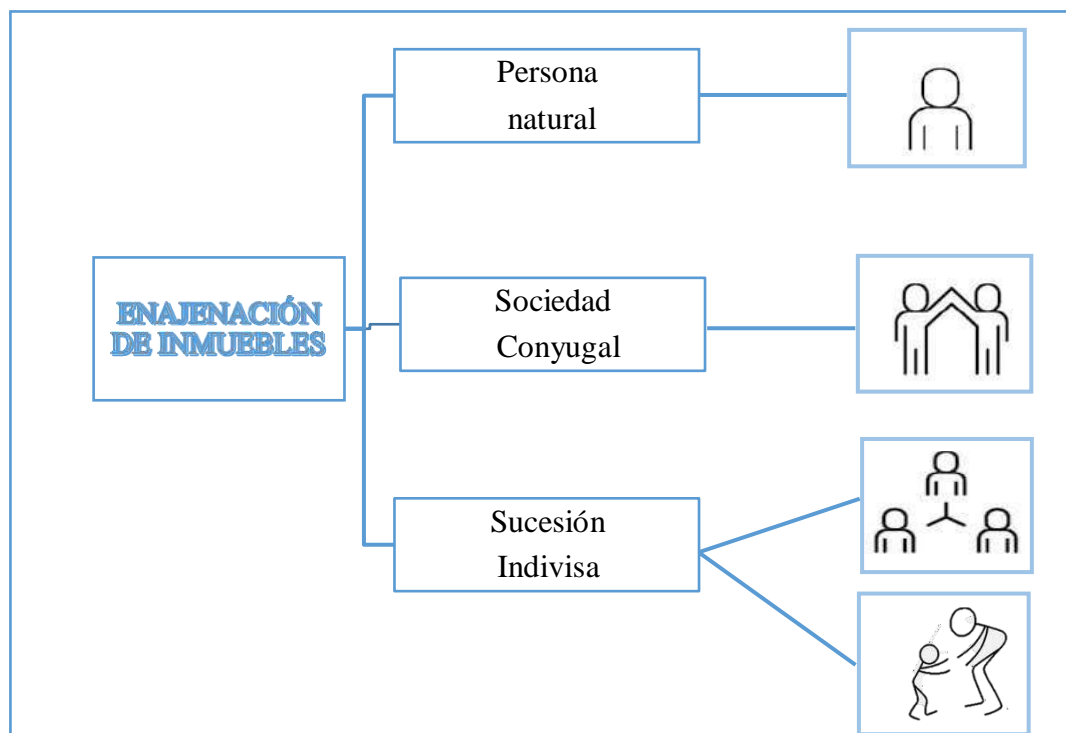 Persona
natural
ENAJENACIÓN
DE INMUEBLES
Sociedad
Conyugal
Sucesión
Indivisa